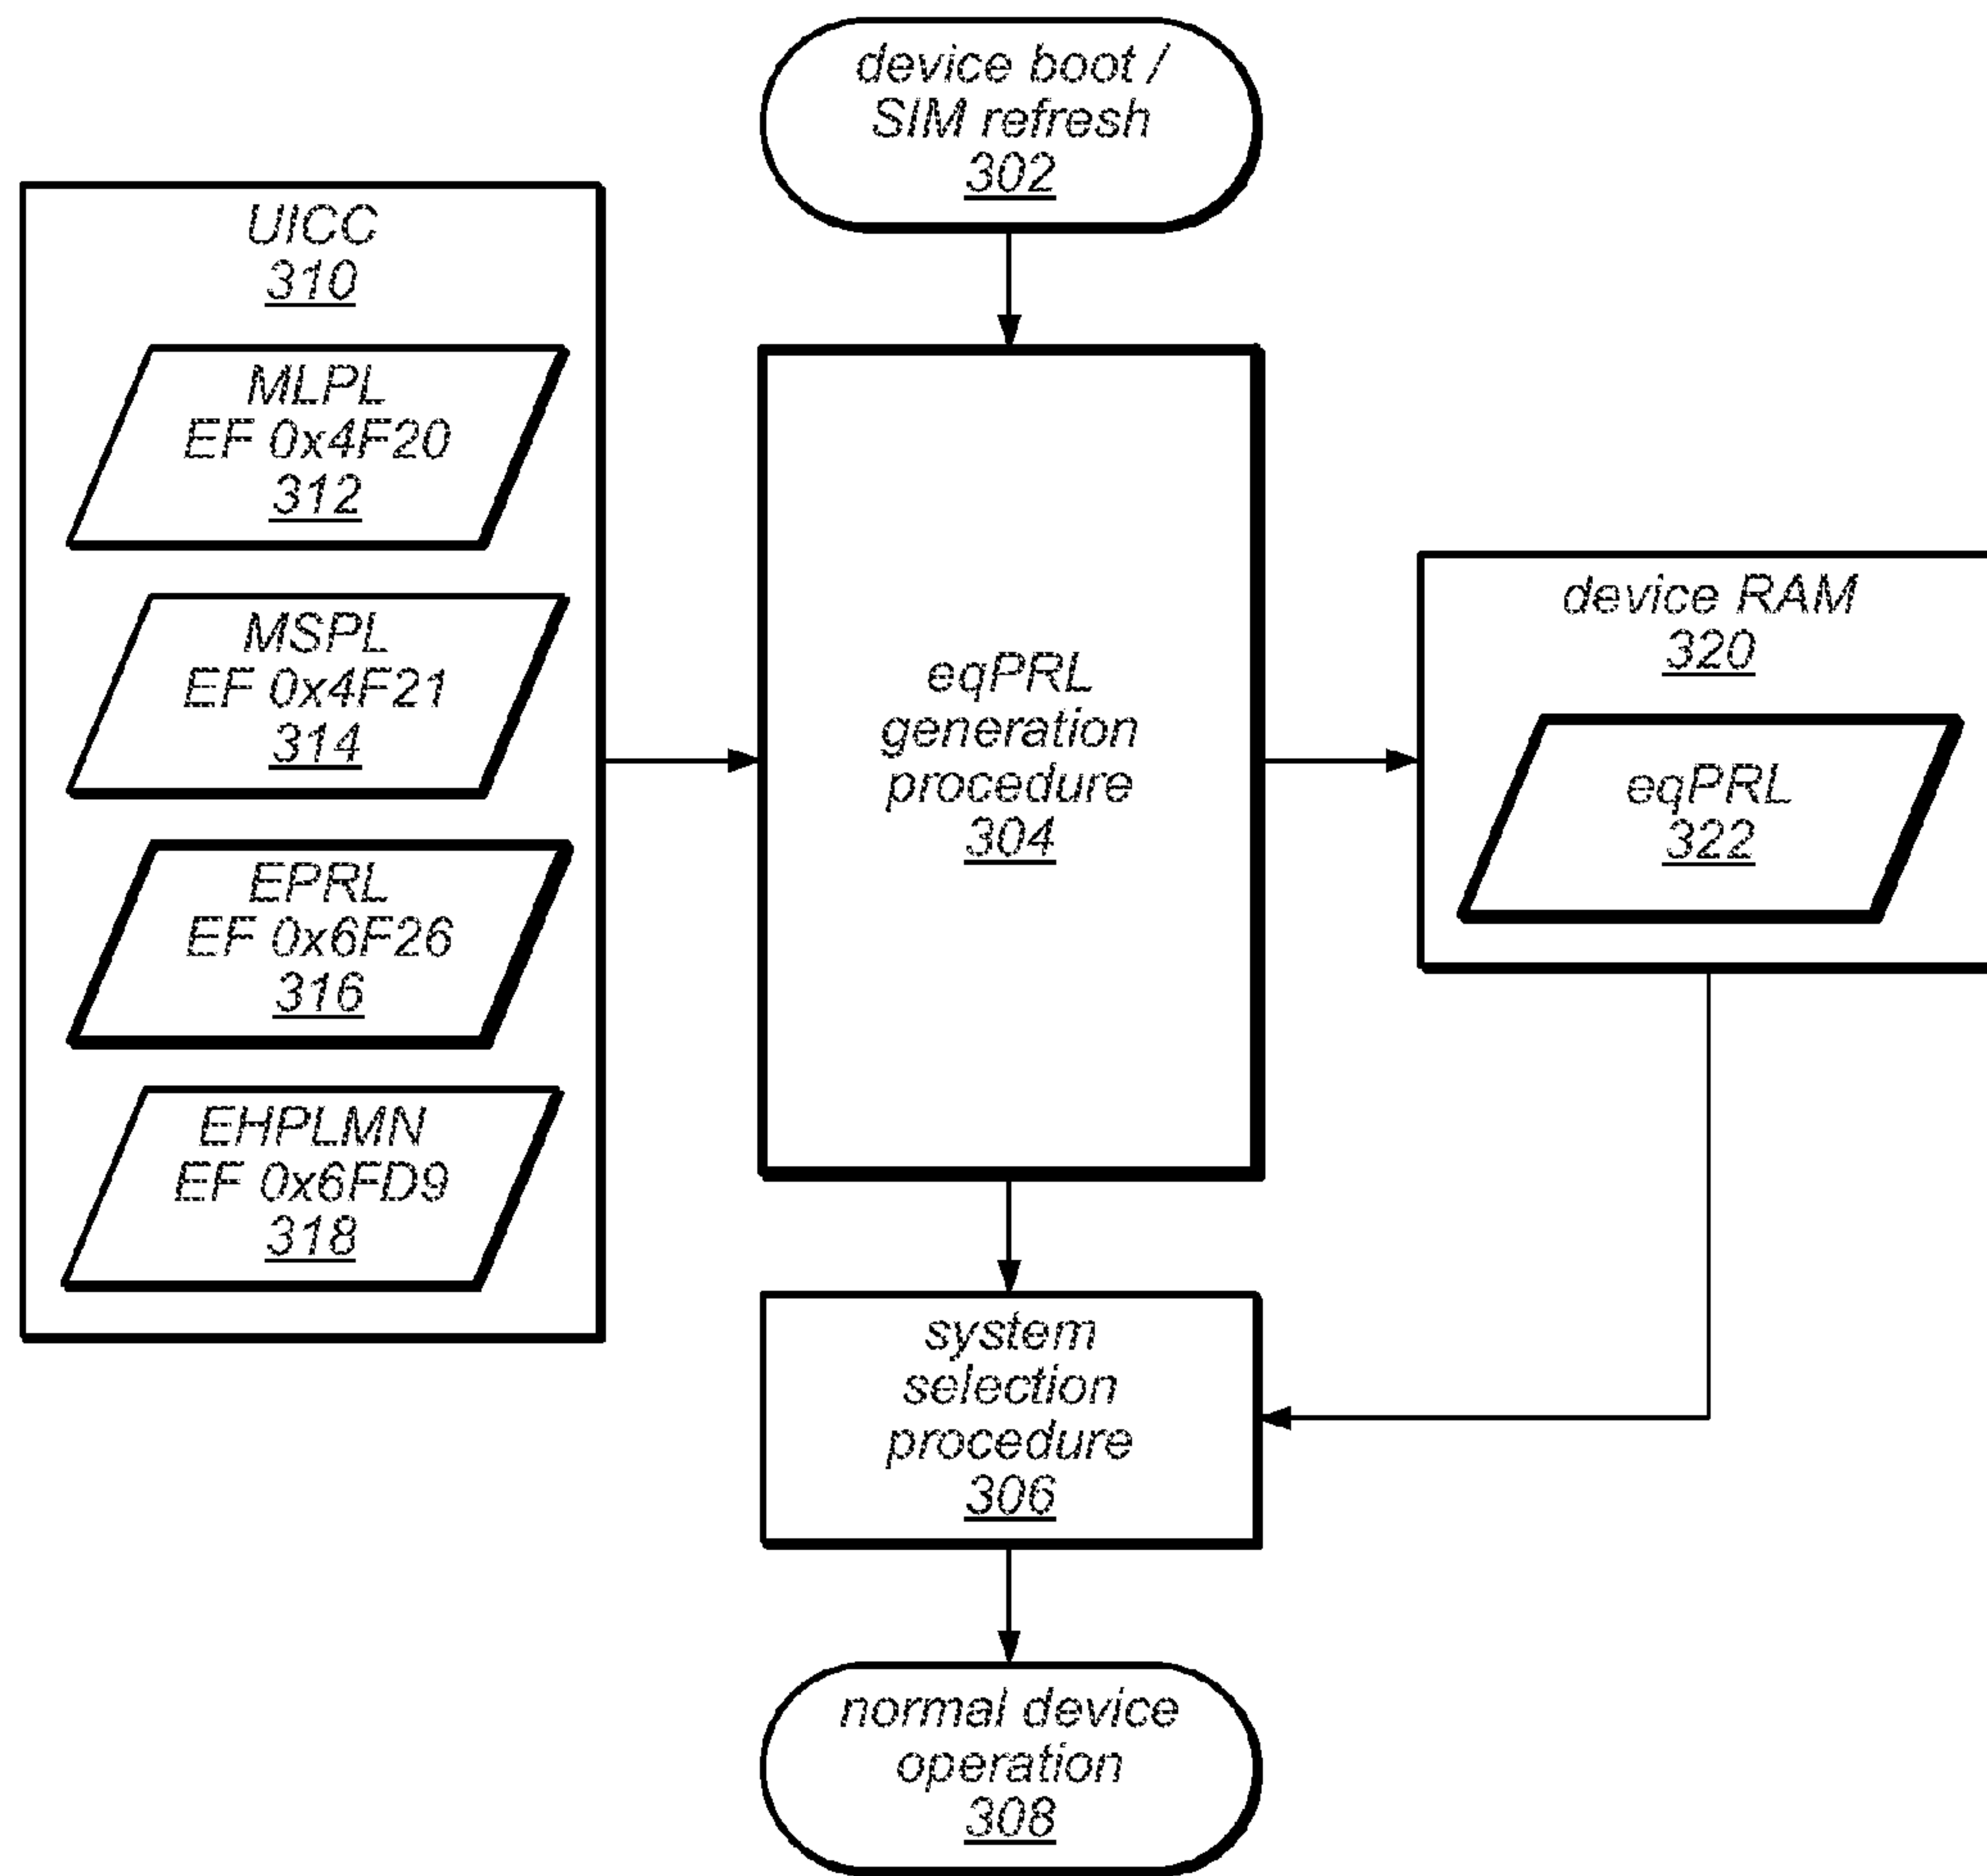 device boot /
SIM refresh
302
UICC
310
MLPL
EF 0x4F20
312
MSPL
EF 0x4F21
314
EPRL
EF 0x6F26
316
EHPLMN
EF 0x6FD9
318
eqPRL
generation
procedure
304
device RAM
320
eqPRL
322
system
selection
procedure
306
normal device
operation
308